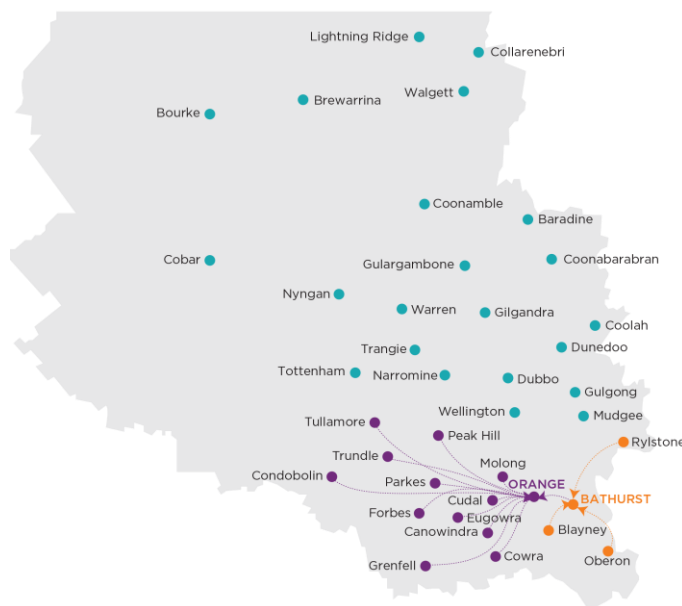 Lightning Ridge
Collarenebri
Walgett
Brewarrina
Bourke
Coonamble
Baradine
Cobar
Gulargambone
Coonabarabran
Nyngan
Warren
Gilgandra
Coolah
Trangie
Dunedoo
Tottenham
Narromine
Dubbo
Gulgong
Wellington
Mudgee
Tullamore
Peak Hill
Rylstone
Trundle
Molong
Condobolin
Parkes
ORANGE
Cudal
BATHURST
Forbes
Eugowra
Canowindra
Blayney
Cowra
Oberon
Grenfell